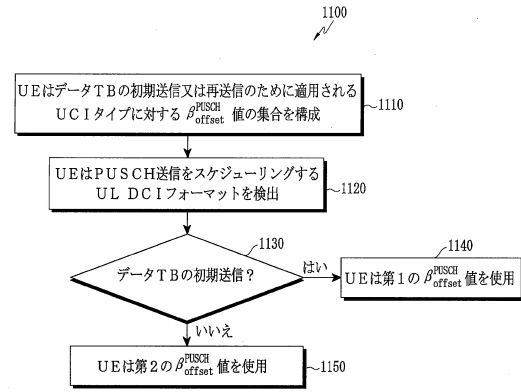 1100
UEはデータTBの初期送信又は再送信のために適用される
UCIタイプに対するβ^PUSCH_offset 値の集合を構成
1110
UEはPUSCH送信をスケジューリングする
UL DCIフォーマットを検出
1120
1130
データTBの初期送信?
はい
1140
UEは第1のβ^PUSCH_offset 値を使用
いいえ
UEは第2のβ^PUSCH_offset 値を使用
1150